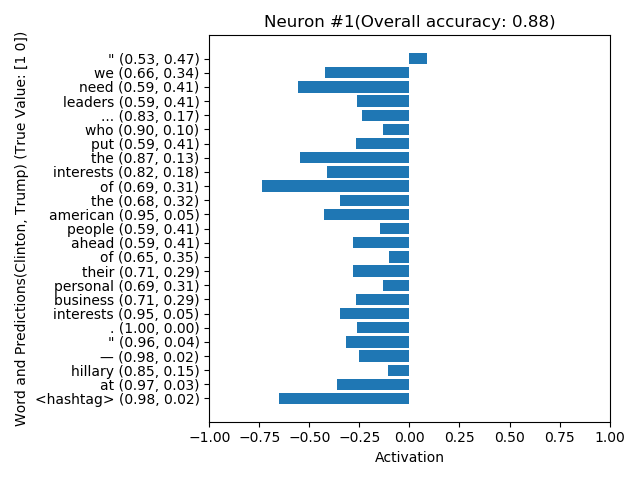 Neuron #1(Overall accuracy: 0.88)
Word and Predictions(Clinton, Trump) (True Value: [1 0])
" (0.53, 0.47)
we (0.66, 0.34)
need (0.59, 0.41)
leaders (0.59, 0.41)
... (0.83, 0.17)
who (0.90, 0.10)
put (0.59, 0.41)
the (0.87, 0.13)
interests (0.82, 0.18)
of (0.69, 0.31)
the (0.68, 0.32)
american (0.95, 0.05)
people (0.59, 0.41)
ahead (0.59, 0.41)
of (0.65, 0.35)
their (0.71, 0.29)
personal (0.69, 0.31)
business (0.71, 0.29)
interests (0.95, 0.05)
. (1.00, 0.00)
" (0.96, 0.04)
— (0.98, 0.02)
hillary (0.85, 0.15)
at (0.97, 0.03)
<hashtag> (0.98, 0.02)
−1.00 −0.75 −0.50 −0.25 0.00 0.25 0.50 0.75 1.00
Activation